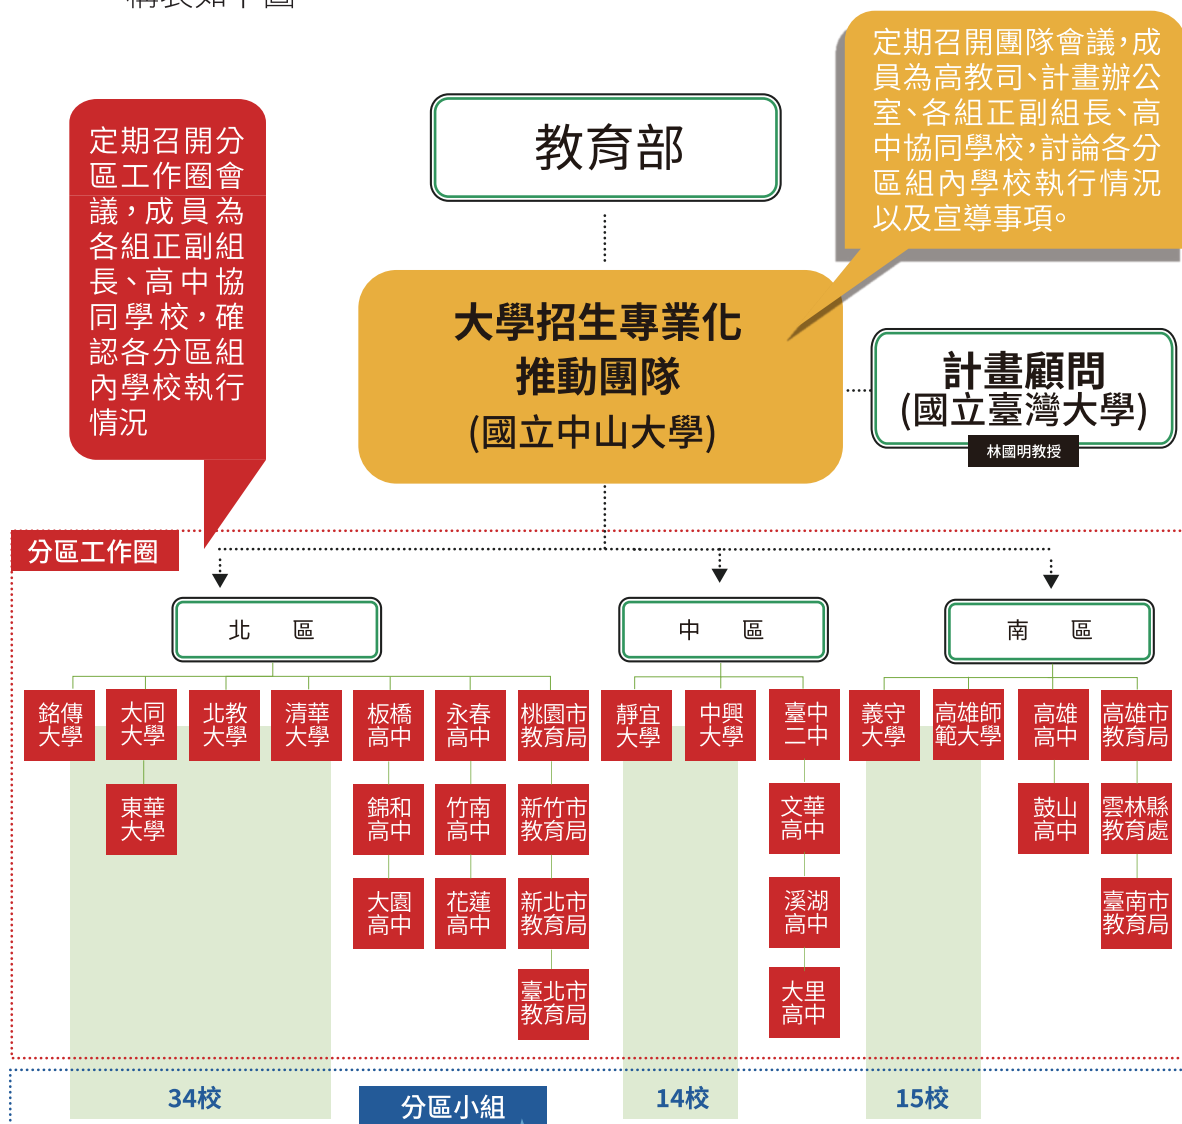 構表如下圖
定期召開分
區工作圈會
議，成員為
各組正副組
長、高中協
同學校，確
認各分區組
內學校執行
情況
教育部
定期召開團隊會議，成
員為高教司、計畫辦公
室、各組正副組長、高
中協同學校，討論各分
區組內學校執行情況
以及宣導事項。
大學招生專業化
推動團隊
(國立中山大學)
計畫顧問
(國立臺灣大學)
林國明教授
分區工作圈
北 區
中 區
南 區
銘傳
大學
大同
大學
北教
大學
清華
大學
板橋
高中
永春
高中
桃園市
教育局
靜宜
大學
中興
大學
臺中
二中
義守
大學
高雄師
範大學
高雄
高中
高雄市
教育局
東華
大學
錦和
高中
竹南
高中
新竹市
教育局
文華
高中
鼓山
高中
雲林縣
教育處
大園
高中
花蓮
高中
新北市
教育局
溪湖
高中
臺南市
教育局
臺北市
教育局
大里
高中
34校
分區小組
14校
15校